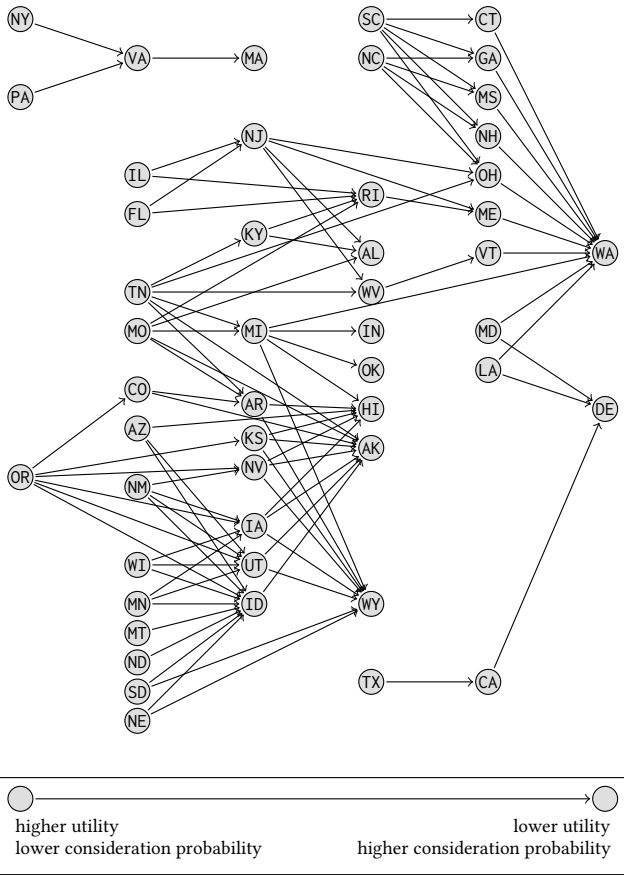 NY
SC
CT
VA
MA
NC
GA
PA
MS
NJ
NH
IL
OH
RI
FL
ME
KY
AL
VT
WA
TN
WV
MO
MI
IN
MD
OK
LA
CO
AR
HI
DE
AZ
KS
AK
NV
OR
NM
IA
WI
UT
MN
ID
WY
MT
ND
TX
CA
SD
NE
higher utility
lower utility
lower consideration probability
higher consideration probability